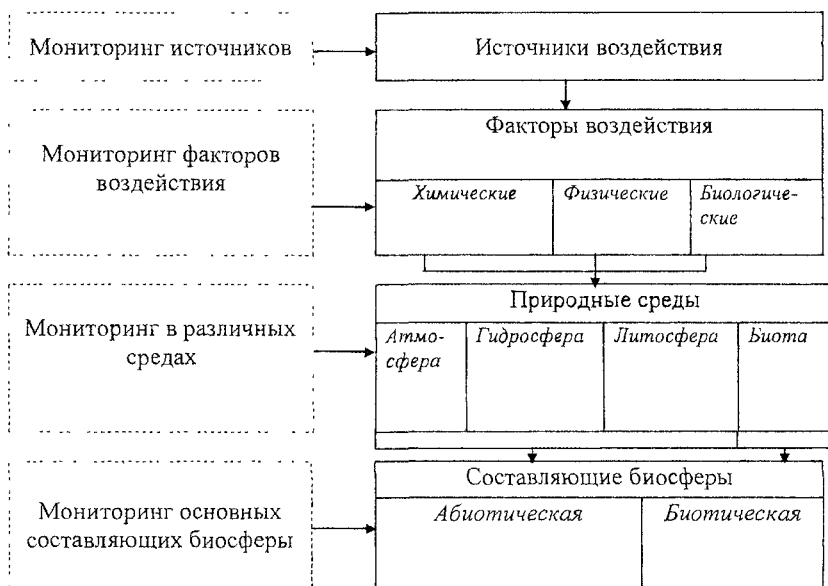 Мониторинг источников
Источники воздействия
Мониторинг факторов
воздействия
Факторы воздействия
Химические
Физические
Биологиче-
ские
Мониторинг в различных
средах
Природные среды
Атмо-
сфера
Гидросфера
Литосфера
Биота
Мониторинг основных
составляющих биосферы
Составляющие биосферы
Абиотическая
Биотическая